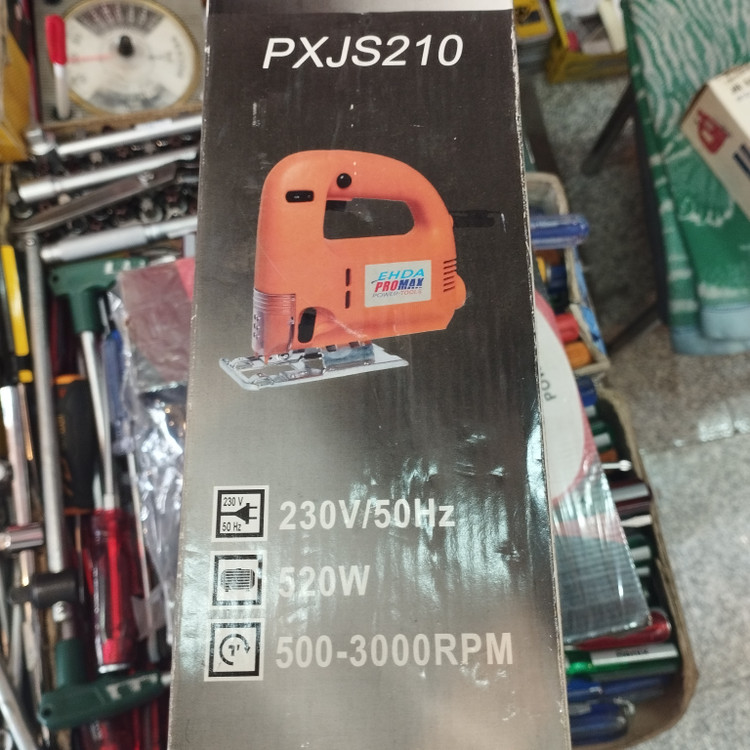 PXJS210
EHDA
PROMAX
POWER-TOOLS
230 V
50 Hz
230V/50Hz
520W
500-3000RPM